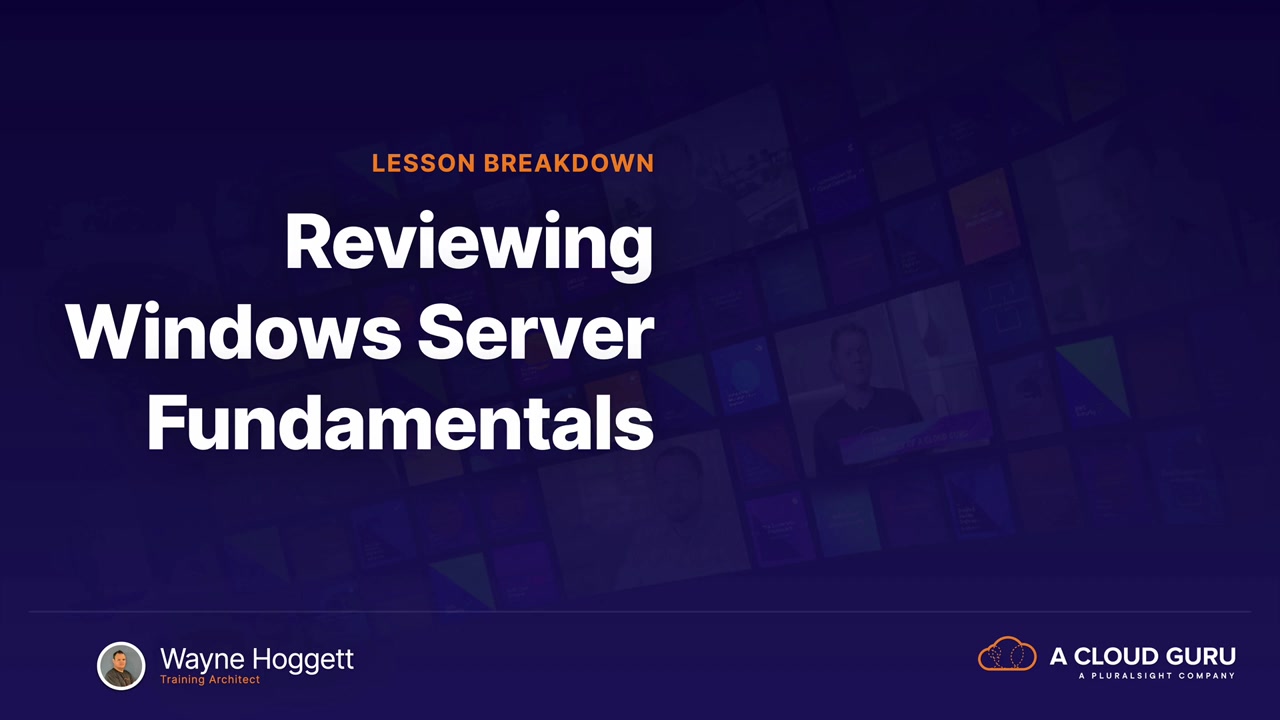 LESSON BREAKDOWN
Reviewing
Windows Server
Fundamentals
Wayne Hoggett
Training Architect
A CLOUD GURU
A PLURALSIGHT COMPANY